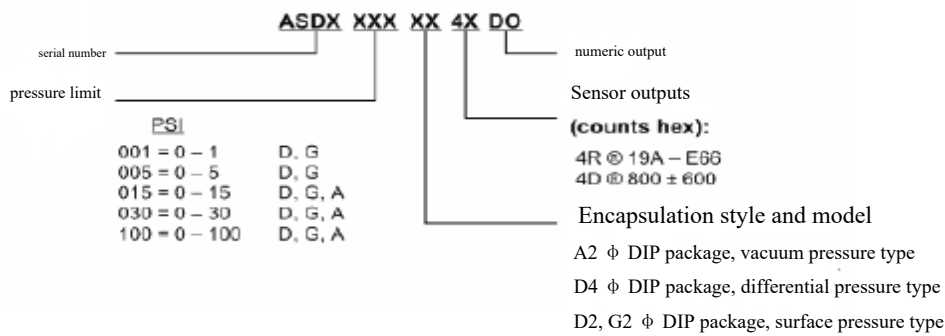 ASDX XXX XX 4X DO
serial number
numeric output
pressure limit
Sensor outputs
(counts hex):
4R ® 19A – E66
4D ® 800 ± 600
PSI
001 = 0 – 1 D, G
005 = 0 – 5 D, G
015 = 0 – 15 D, G, A
030 = 0 – 30 D, G, A
100 = 0 – 100 D, G, A
Encapsulation style and model
A2 φ DIP package, vacuum pressure type
D4 φ DIP package, differential pressure type
D2, G2 φ DIP package, surface pressure type